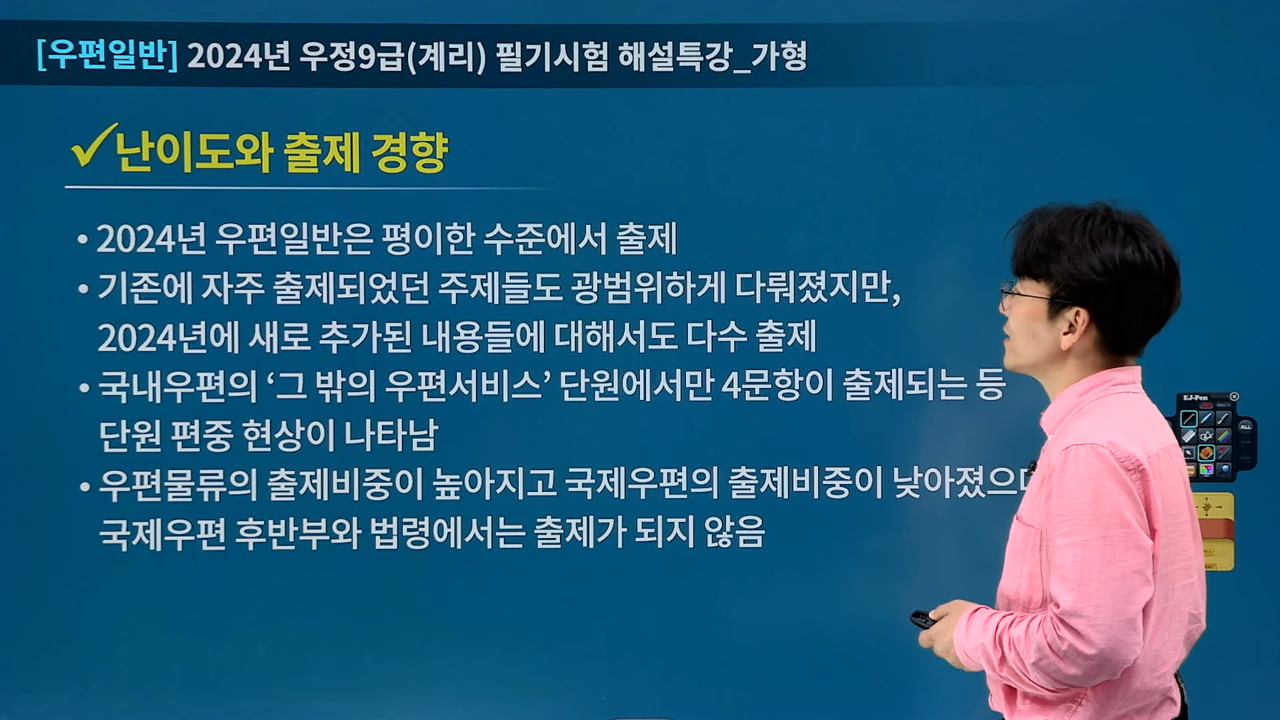 [우편일반] 2024년 우정9급(계리) 필기시험 해설특강_가형
✓난이도와 출제 경향
• 2024년 우편일반은 평이한 수준에서 출제
• 기존에 자주 출제되었던 주제들도 광범위하게 다뤄졌지만,
2024년에 새로 추가된 내용들에 대해서도 다수 출제
• 국내우편의 ‘그 밖의 우편서비스’ 단원에서만 4문항이 출제되는 등
단원 편중 현상이 나타남
• 우편물류의 출제비중이 높아지고 국제우편의 출제비중이
국제우편 후반부와 법령에서는 출제가 되지 않음
EJ-Pen
ALL